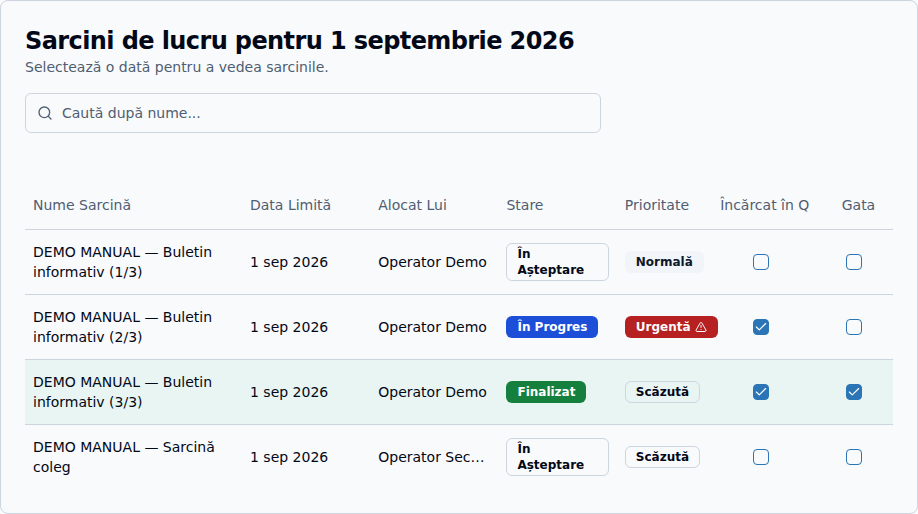 Sarcini de lucru pentru 1 septembrie 2026
Selectează o dată pentru a vedea sarcinile.
Caută după nume...
Nume Sarcină Data Limită Alocat Lui Stare Prioritate Încărcat în Q Gata
DEMO MANUAL — Buletin
informativ (1/3) 1 sep 2026 Operator Demo În
Așteptare Normală
DEMO MANUAL — Buletin
informativ (2/3) 1 sep 2026 Operator Demo În Progres Urgentă
DEMO MANUAL — Buletin
informativ (3/3) 1 sep 2026 Operator Demo Finalizat Scăzută
DEMO MANUAL — Sarcină
coleg 1 sep 2026 Operator Sec... În
Așteptare Scăzută